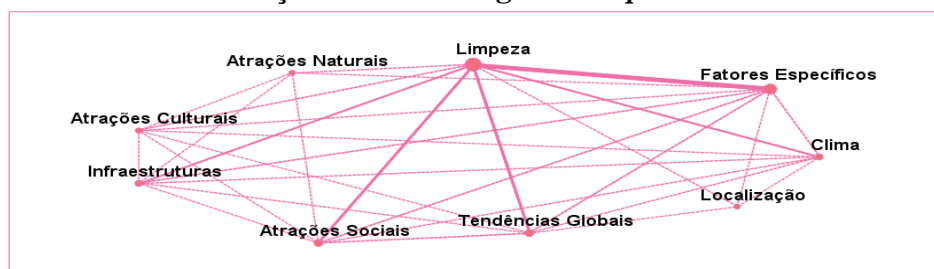 Limpeza
Atrações Naturais
Fatores Específicos
Atrações Culturais
Clima
Infraestruturas
Localização
Tendências Globais
Atrações Sociais